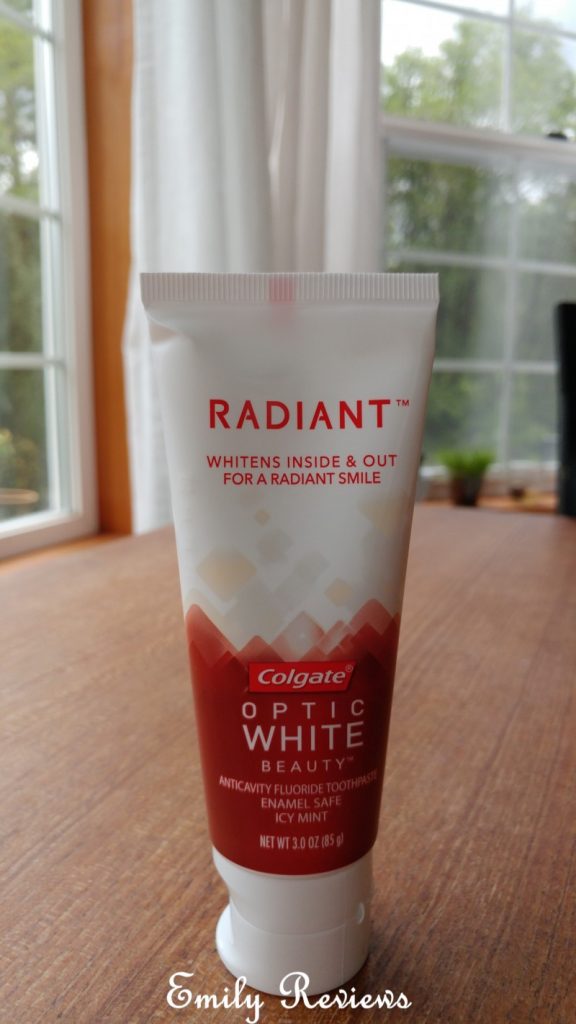 RADIANT™
WHITENS INSIDE & OUT
FOR A RADIANT SMILE
Colgate®
OPTIC
WHITE
BEAUTY™
ANTICAVITY FLUORIDE TOOTHPASTE
ENAMEL SAFE
ICY MINT
NET WT 3.0 OZ (85 g)
Emily Reviews